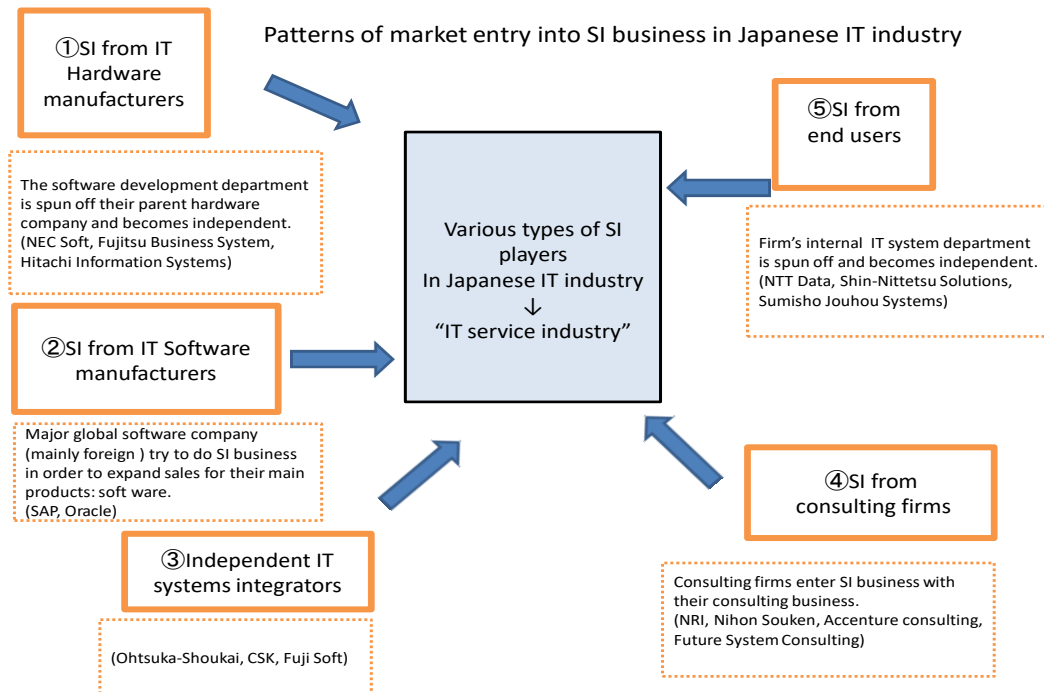 Patterns of market entry into SI business in Japanese IT industry
①SI from IT
Hardware
manufacturers
The software development department
is spun off their parent hardware
company and becomes independent.
(NEC Soft, Fujitsu Business System,
Hitachi Information Systems)
②SI from IT Software
manufacturers
Major global software company
(mainly foreign ) try to do SI business
in order to expand sales for their main
products: soft ware.
(SAP, Oracle)
③Independent IT
systems integrators
(Ohtsuka-Shoukai, CSK, Fuji Soft)
Various types of SI
players
In Japanese IT industry
↓
“IT service industry”
⑤SI from
end users
Firm’s internal IT system department
is spun off and becomes independent.
(NTT Data, Shin-Nittetsu Solutions,
Sumisho Jouhou Systems)
④SI from
consulting firms
Consulting firms enter SI business with
their consulting business.
(NRI, Nihon Souken, Accenture consulting,
Future System Consulting)